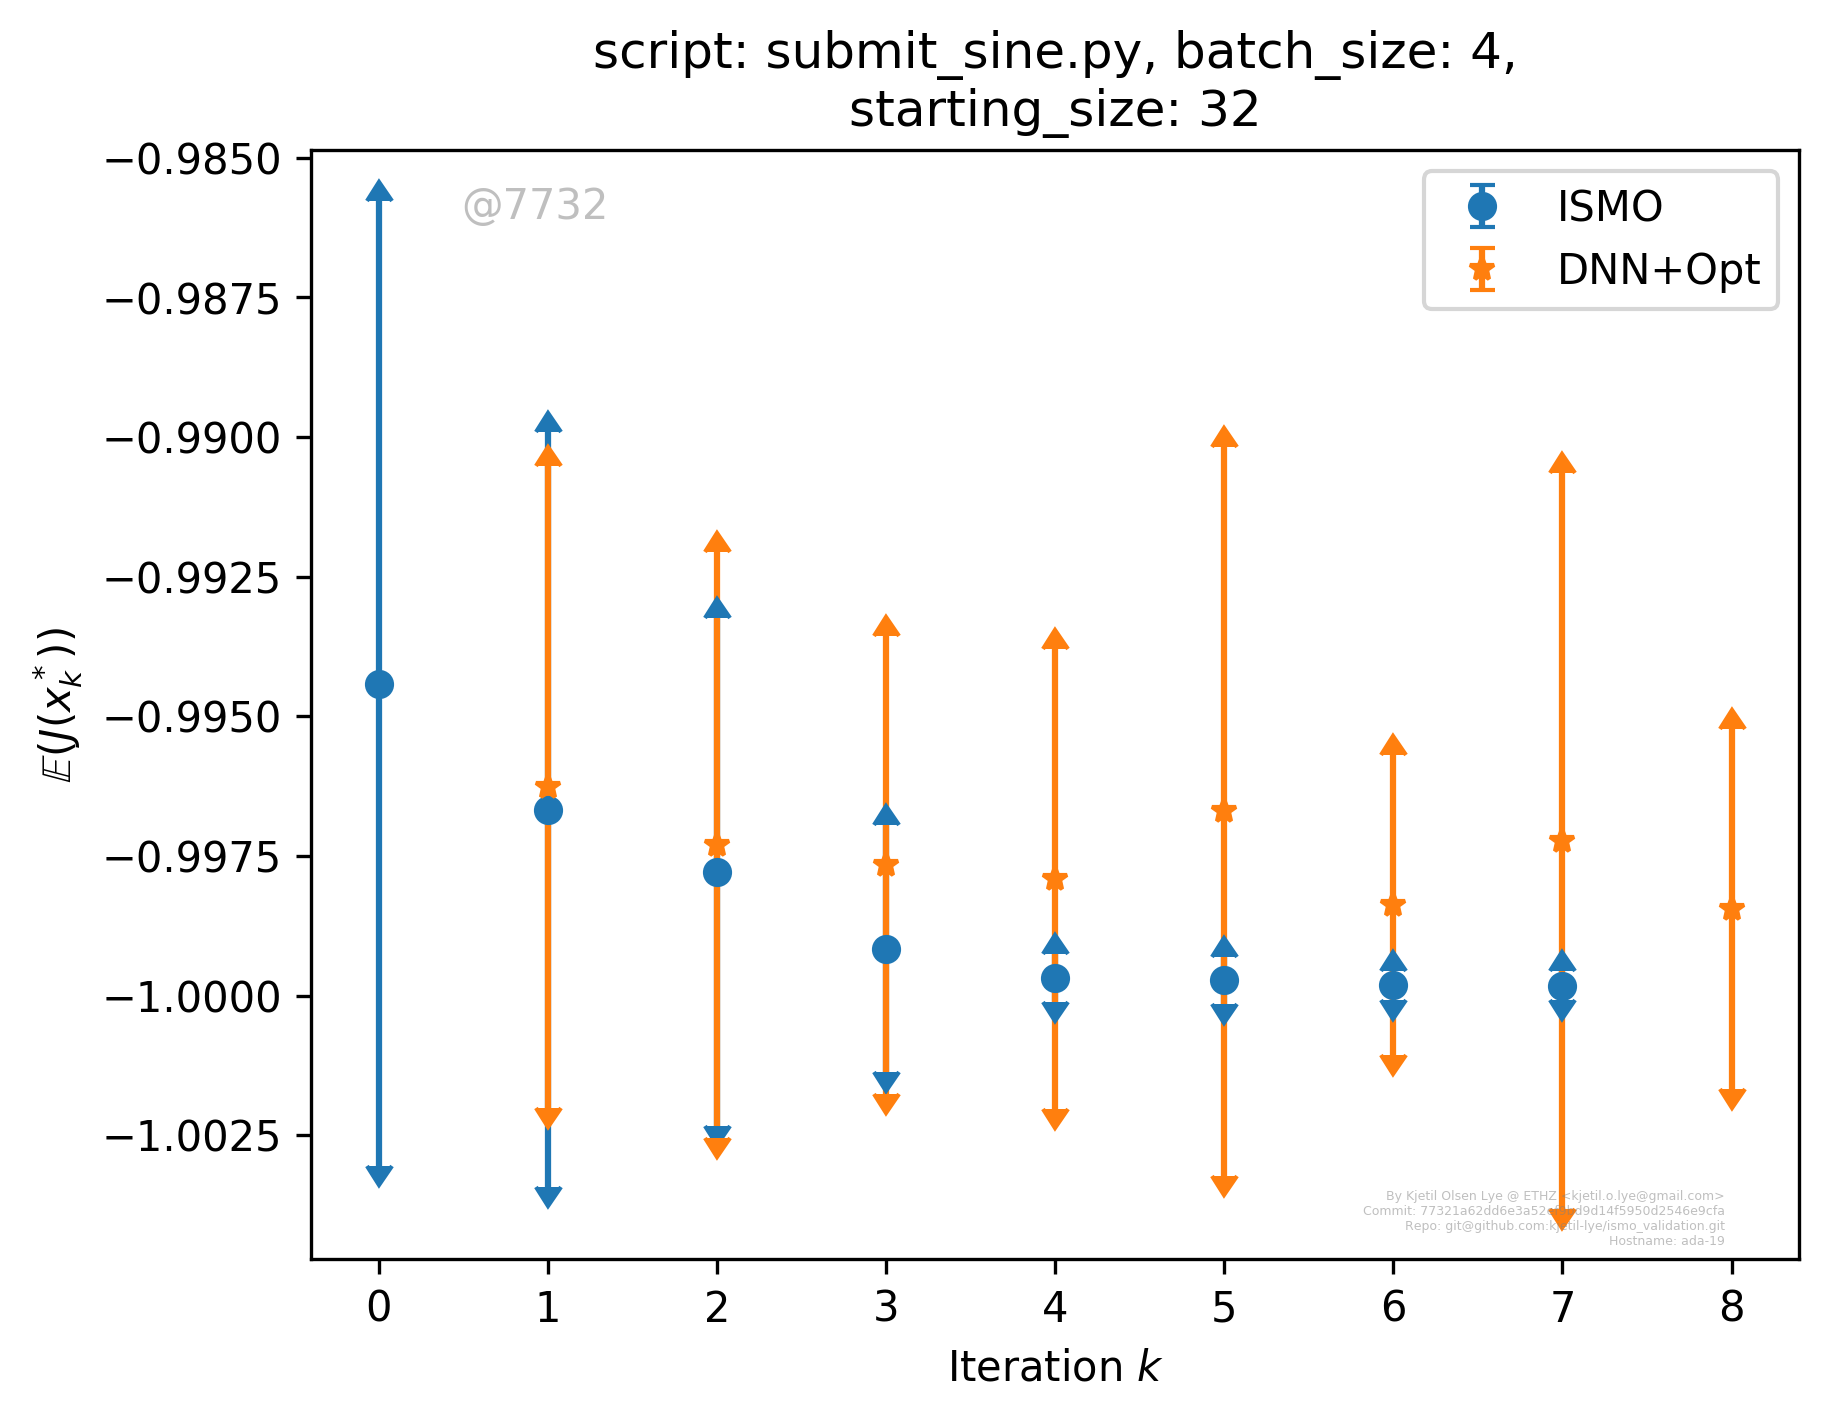 script: submit_sine.py, batch_size: 4,
starting_size: 32
−0.9850
−0.9875
−0.9900
−0.9925
−0.9950
−0.9975
−1.0000
−1.0025
𝔼(J(x*k))
@7732
ISMO
DNN+Opt
By Kjetil Olsen Lye @ ETHZ <kjetil.o.lye@gmail.com>
Commit:
Repo: git@github.com:kjetil-lye/ismo_validation.git
Hostname: ada-19
0 1 2 3 4 5 6 7 8
Iteration k